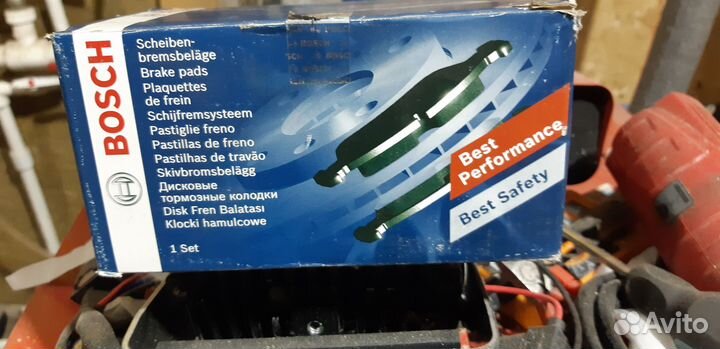 BOSCH
Scheiben-
bremsbeläge
Brake pads
Plaquettes
de frein
Schijfremsysteem
Pastiglie freno
Pastillas de freno
Pastilhas de travão
Skivbromsbelägg
Дисковые
тормозные колодки
Disk Fren Balatası
Klocki hamulcowe
1 Set
Best
Performance
Best Safety
Avito